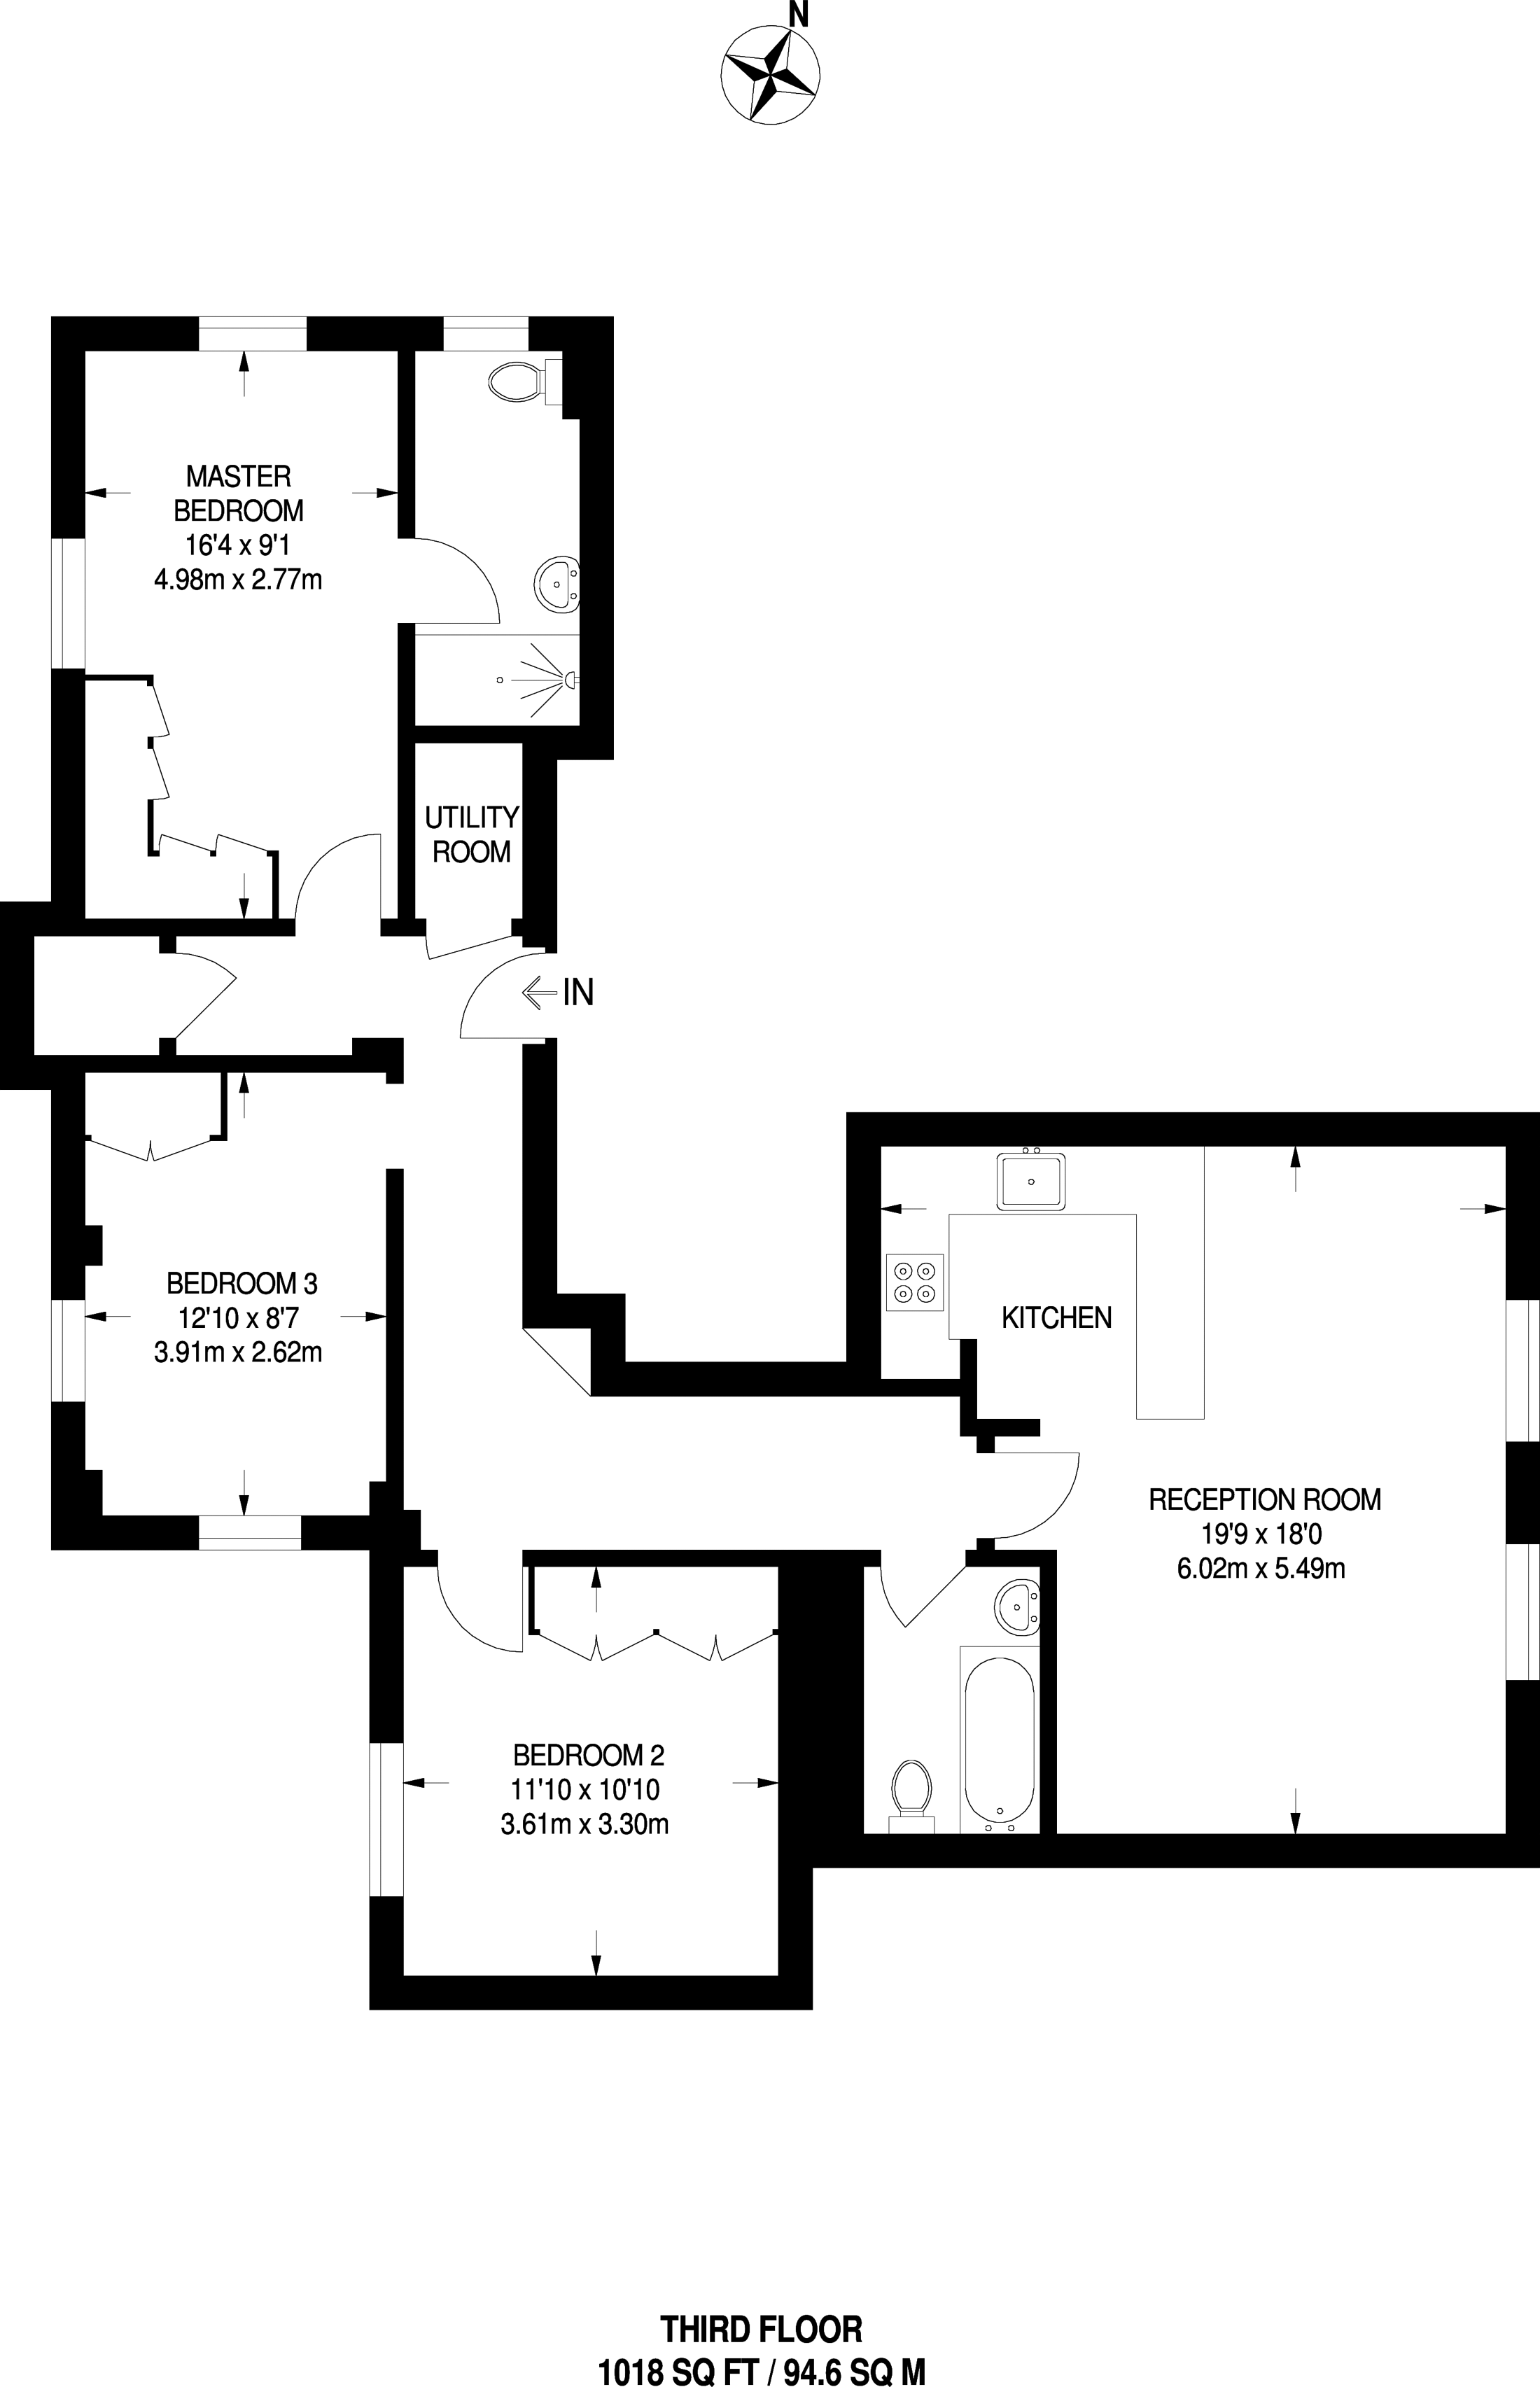 N
MASTER
BEDROOM
16'4 x 9'1
4.98m x 2.77m
UTILITY
ROOM
IN
BEDROOM 3
12'10 x 8'7
3.91m x 2.62m
KITCHEN
RECEPTION ROOM
19'9 x 18'0
6.02m x 5.49m
BEDROOM 2
11'10 x 10'10
3.61m x 3.30m
THIRD FLOOR
1018 SQ FT / 94.6 SQ M